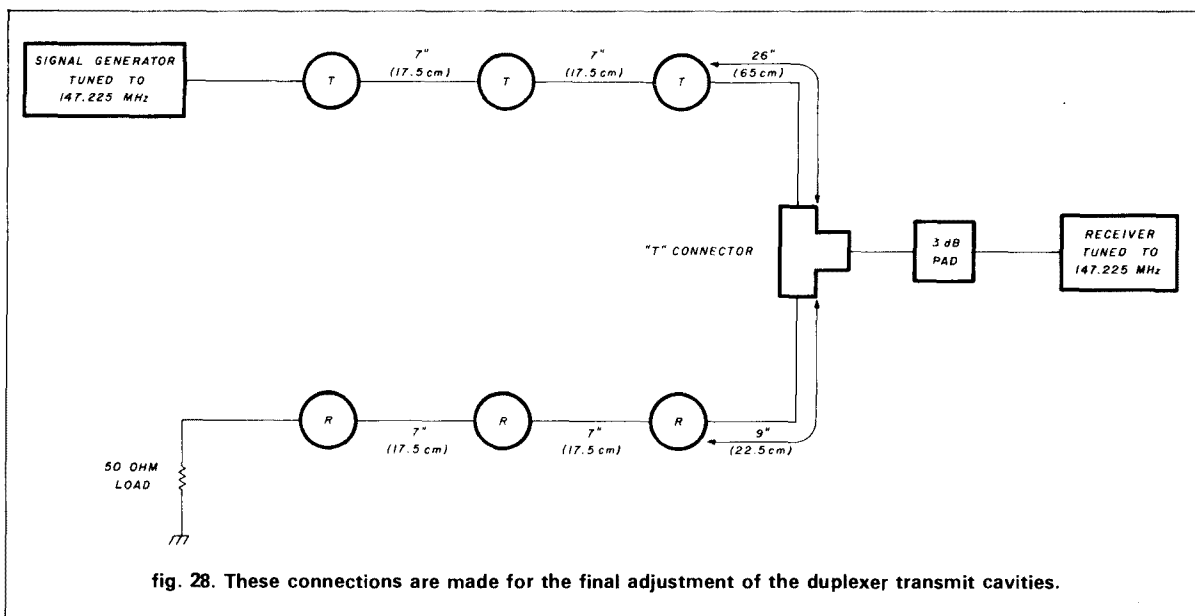 SIGNAL GENERATOR
TUNED TO
147.225 MHz
T
7"
(17.5 cm)
T
7"
(17.5 cm)
T
26"
(65 cm)
"T" CONNECTOR
3 dB
PAD
RECEIVER
TUNED TO
147.225 MHz
50 OHM
LOAD
R
7"
(17.5 cm)
R
7"
(17.5 cm)
R
9"
(22.5 cm)
fig. 28. These connections are made for the final adjustment of the duplexer transmit cavities.